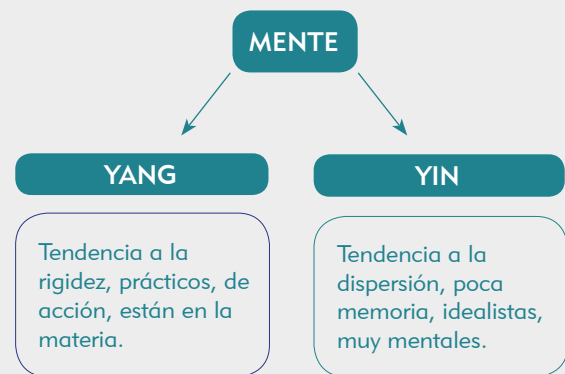 MENTE
YANG
Tendencia a la
rigidez, prácticos, de
acción, están en la
materia.
YIN
Tendencia a la
dispersión, poca
memoria, idealistas,
muy mentales.